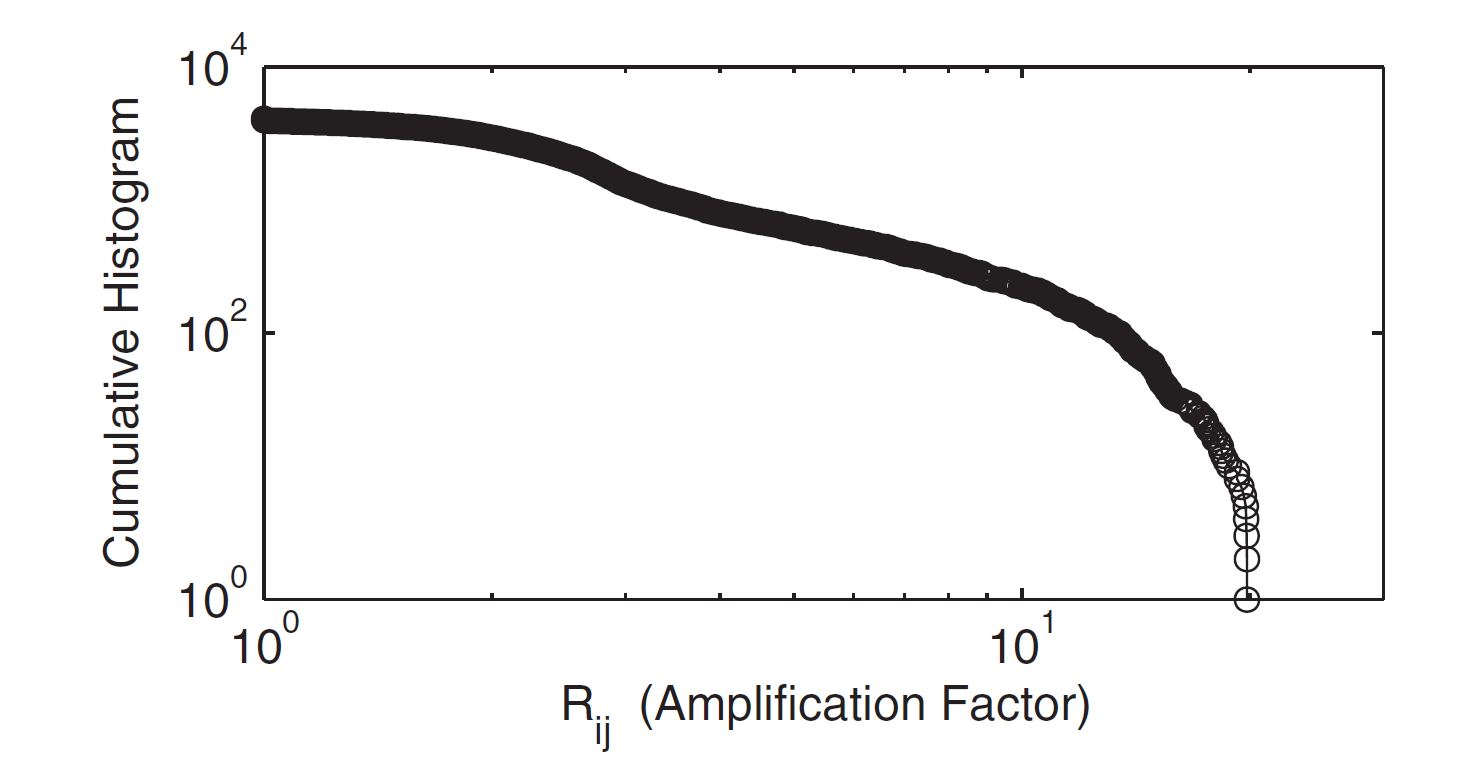 Cumulative Histogram
10^4
10^2
10^0
10^0
10^1
R_ij (Amplification Factor)